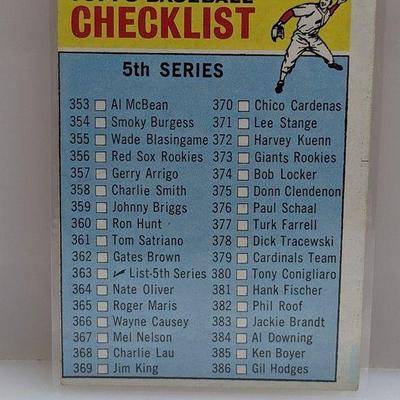 TOPPS BASEBALL
CHECKLIST
5th SERIES
353 Al McBean
354 Smoky Burgess
355 Wade Blasingame
356 Red Sox Rookies
357 Gerry Arrigo
358 Charlie Smith
359 Johnny Briggs
360 Ron Hunt
361 Tom Satriano
362 Gates Brown
363 ✓ List-5th Series
364 Nate Oliver
365 Roger Maris
366 Wayne Causey
367 Mel Nelson
368 Charlie Lau
369 Jim King
370 Chico Cardenas
371 Lee Stange
372 Harvey Kuenn
373 Giants Rookies
374 Bob Locker
375 Donn Clendenon
376 Paul Schaal
377 Turk Farrell
378 Dick Tracewski
379 Cardinals Team
380 Tony Conigliaro
381 Hank Fischer
382 Phil Roof
383 Jackie Brandt
384 Al Downing
385 Ken Boyer
386 Gil Hodges